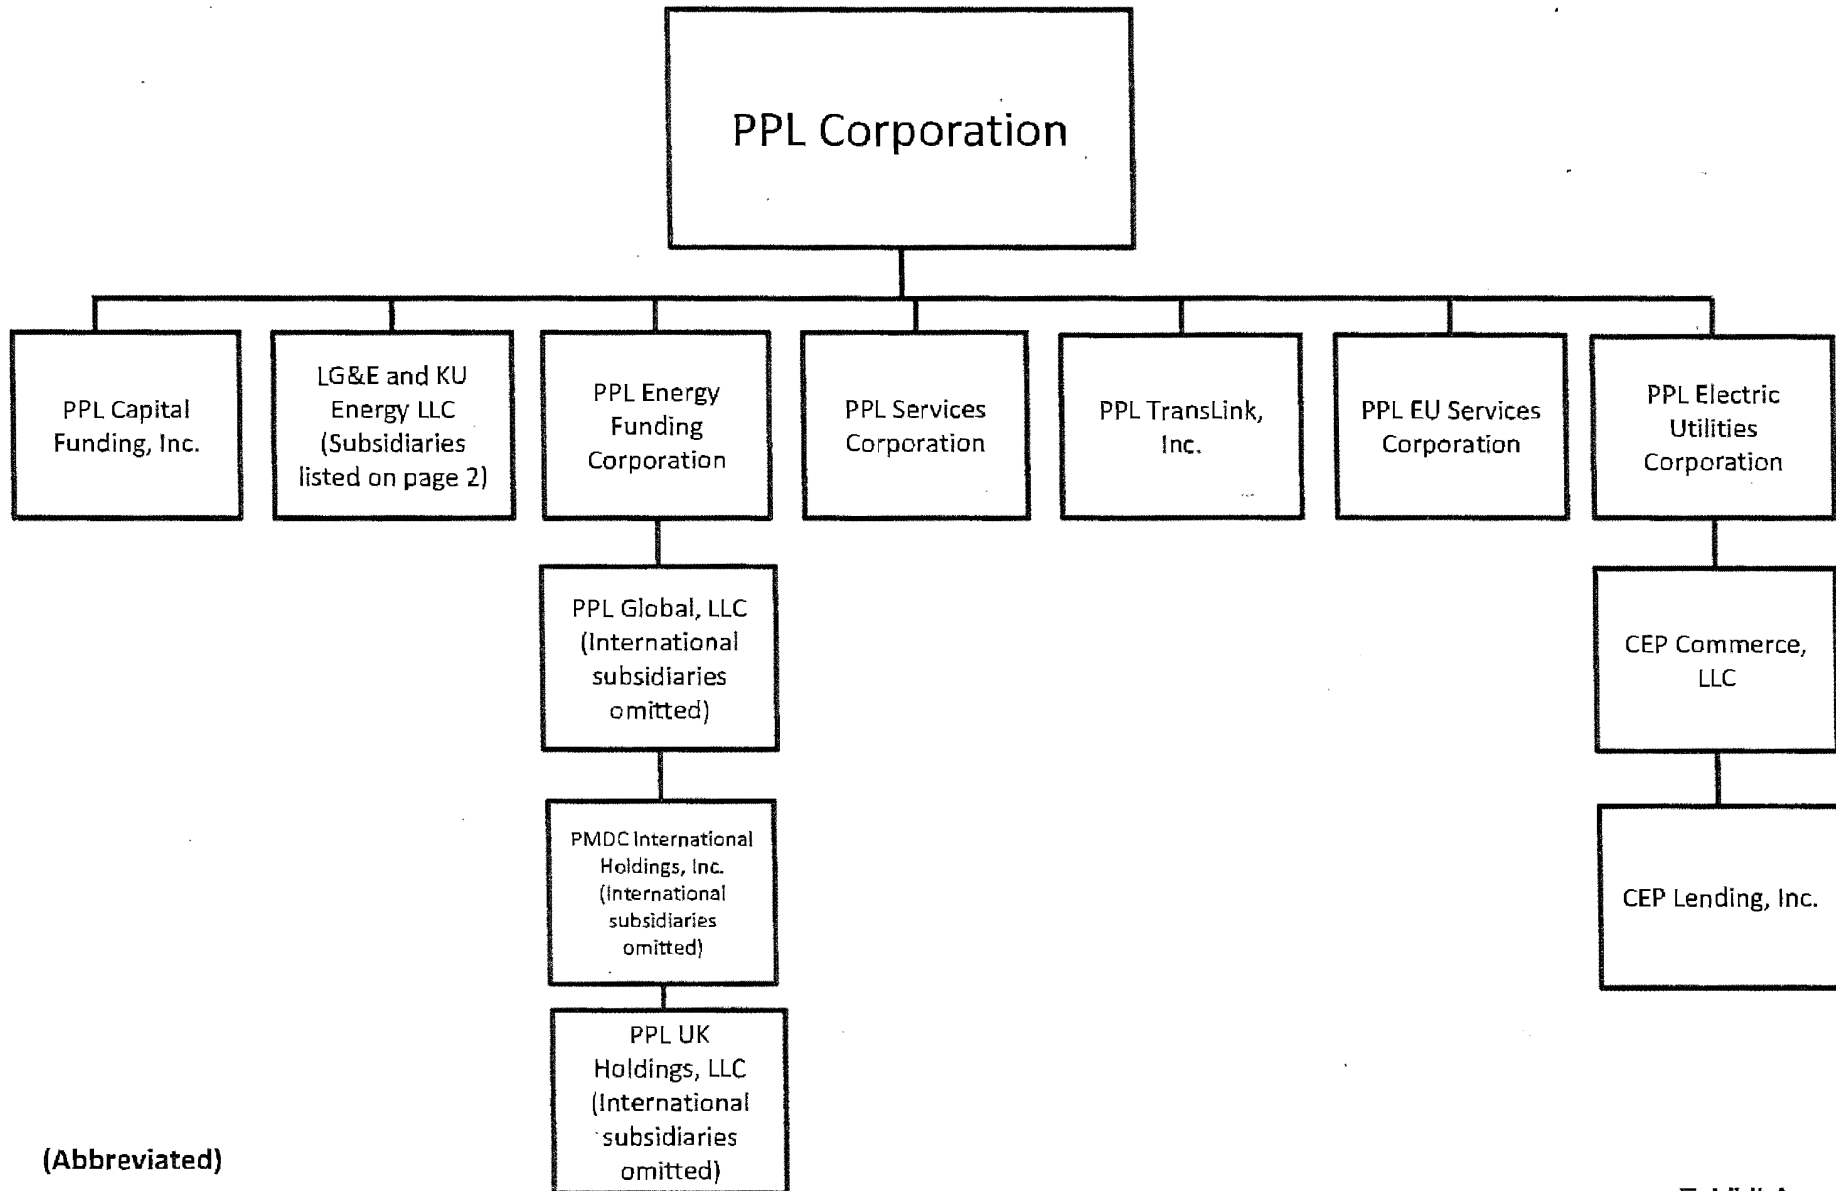 PPL Corporation
PPL Capital
Funding, Inc.
LG&E and KU
Energy LLC
(Subsidiaries
listed on page 2)
PPL Energy
Funding
Corporation
PPL Services
Corporation
PPL TransLink,
Inc.
PPL EU Services
Corporation
PPL Electric
Utilities
Corporation
PPL Global, LLC
(International
subsidiaries
omitted)
CEP Commerce,
LLC
PMDC International
Holdings, Inc.
(International
subsidiaries
omitted)
CEP Lending, Inc.
PPL UK
Holdings, LLC
(International
subsidiaries
omitted)
(Abbreviated)